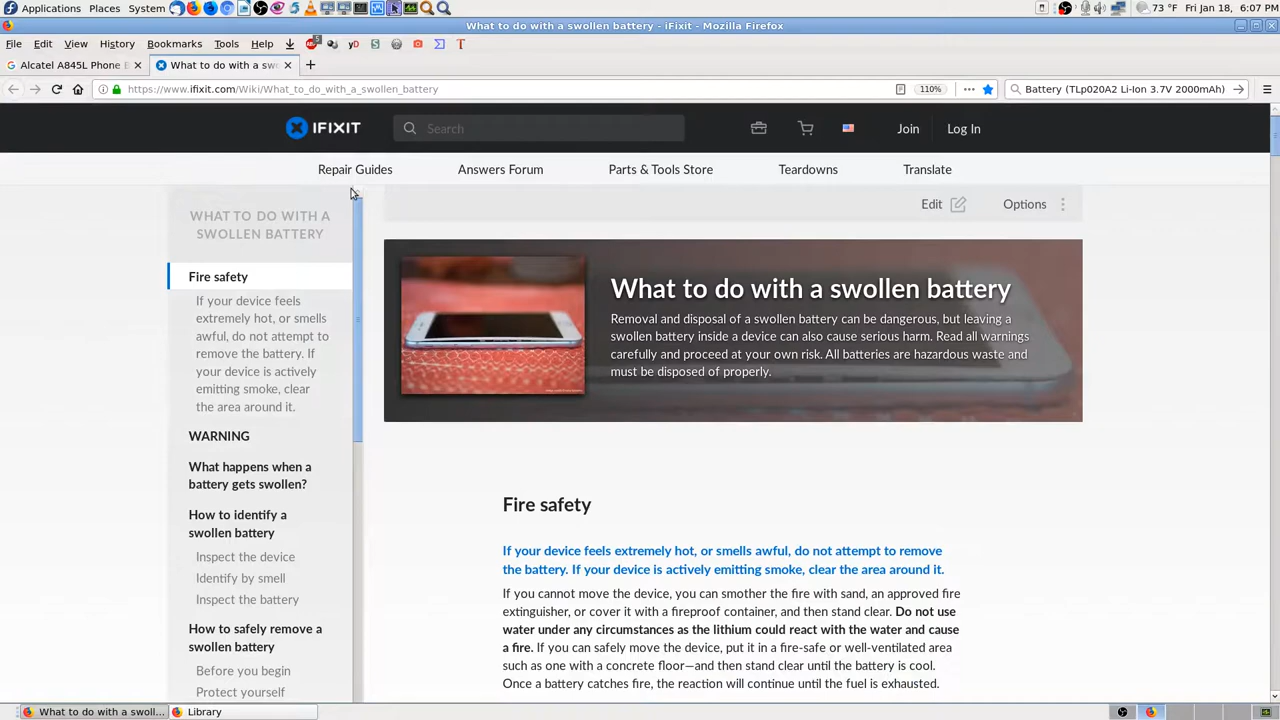 Applications Places System 73 °F Fri Jan 18, 6:07 PM
What to do with a swollen battery - iFixit - Mozilla Firefox
File Edit View History Bookmarks Tools Help 5 yD S Σ T
Alcatel A845L Phone B What to do with a swo
https://www.ifixit.com/Wiki/What_to_do_with_a_swollen_battery 110% Battery (TLp020A2 Li-Ion 3.7V 2000mAh)
IFIXIT Search Join Log In
Repair Guides Answers Forum Parts & Tools Store Teardowns Translate
Edit Options
WHAT TO DO WITH A
SWOLLEN BATTERY
Fire safety
If your device feels
extremely hot, or smells
awful, do not attempt to
remove the battery. If
your device is actively
emitting smoke, clear
the area around it.
WARNING
What happens when a
battery gets swollen?
How to identify a
swollen battery
Inspect the device
Identify by smell
Inspect the battery
How to safely remove a
swollen battery
Before you begin
Protect yourself
What to do with a swollen battery
Removal and disposal of a swollen battery can be dangerous, but leaving a
swollen battery inside a device can also cause serious harm. Read all warnings
carefully and proceed at your own risk. All batteries are hazardous waste and
must be disposed of properly.
Fire safety
If your device feels extremely hot, or smells awful, do not attempt to remove
the battery. If your device is actively emitting smoke, clear the area around it.
If you cannot move the device, you can smother the fire with sand, an approved fire
extinguisher, or cover it with a fireproof container, and then stand clear. Do not use
water under any circumstances as the lithium could react with the water and cause
a fire. If you can safely move the device, put it in a fire-safe or well-ventilated area
such as one with a concrete floor—and then stand clear until the battery is cool.
Once a battery catches fire, the reaction will continue until the fuel is exhausted.
What to do with a swoll... Library